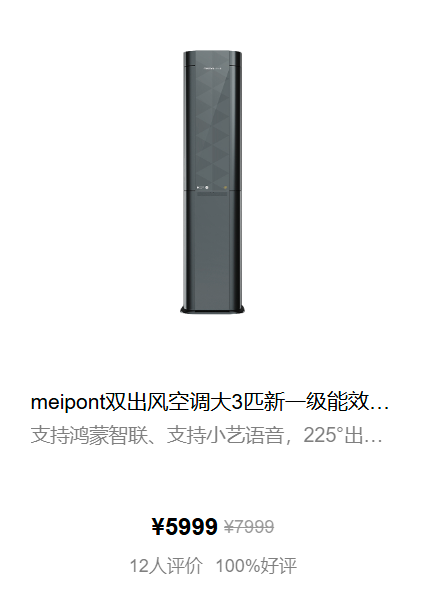 meipont双出风空调大3匹新一级能效…
支持鸿蒙智联、支持小艺语音，225°出…
¥5999 ¥7999
12人评价 100%好评